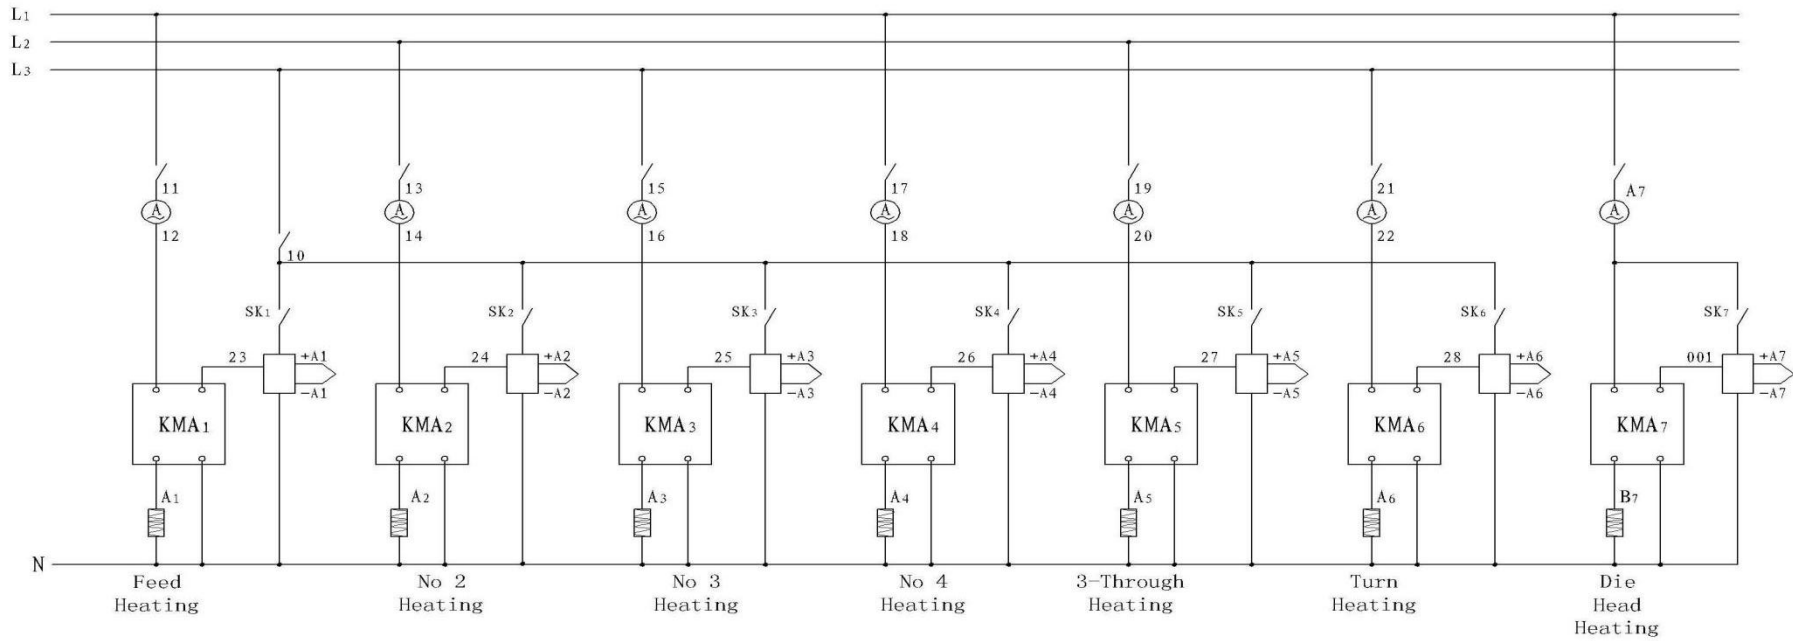 L1
L2
L3
11 13 15 17 19 21 A7
A A A A A A A
12 14 16 18 20 22
10
SK1 SK2 SK3 SK4 SK5 SK6 SK7
23 +A1 24 +A2 25 +A3 26 +A4 27 +A5 28 +A6 001 +A7
-A1 -A2 -A3 -A4 -A5 -A6 -A7
KMA1 KMA2 KMA3 KMA4 KMA5 KMA6 KMA7
A1 A2 A3 A4 A5 A6 B7
N
Feed
Heating
No 2
Heating
No 3
Heating
No 4
Heating
3-Through
Heating
Turn
Heating
Die
Head
Heating